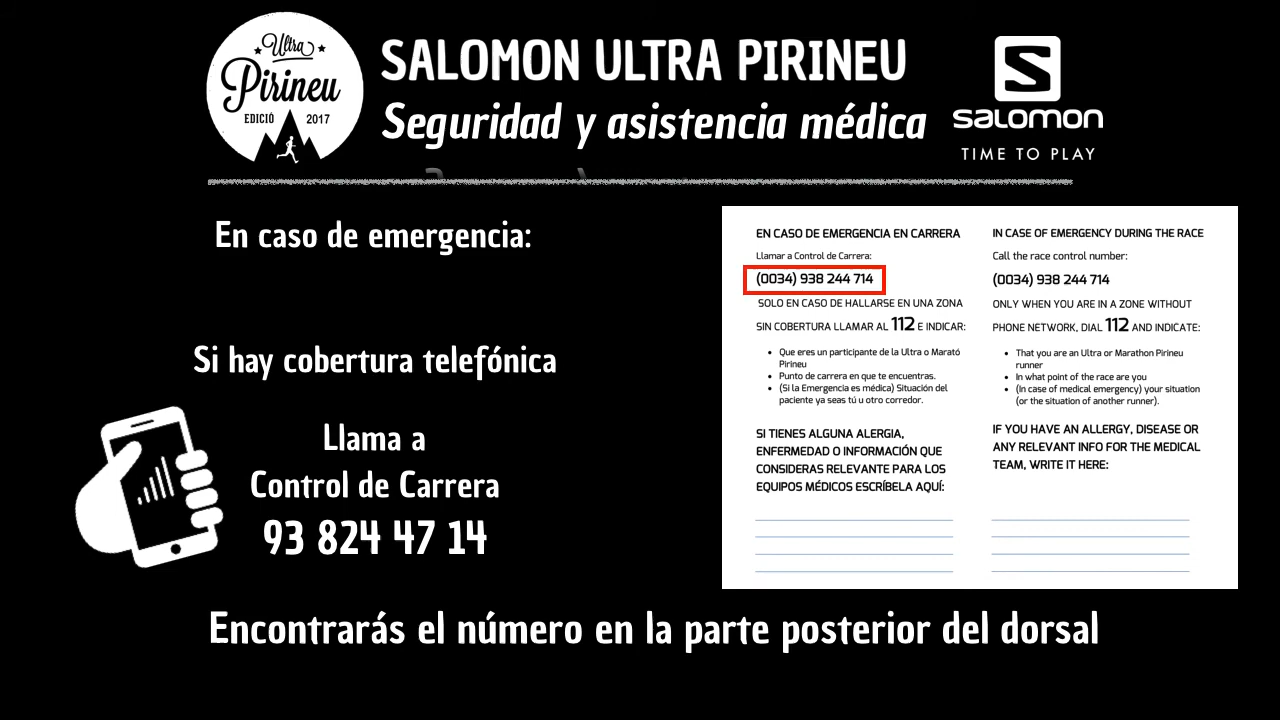 Ultra
Pirineu
EDICIÓ 2017
SALOMON ULTRA PIRINEU
Seguridad y asistencia médica
SALOMON
TIME TO PLAY
En caso de emergencia:
Si hay cobertura telefónica
Llama a
Control de Carrera
93 824 47 14
EN CASO DE EMERGENCIA EN CARRERA
Llamar a Control de Carrera:
(0034) 938 244 714
SOLO EN CASO DE HALLARSE EN UNA ZONA
SIN COBERTURA LLAMAR AL 112 E INDICAR:
• Que eres un participante de la Ultra o Marató
Pirineu
• Punto de carrera en que te encuentras.
• (Si la Emergencia es médica) Situación del
paciente ya seas tú u otro corredor.
SI TIENES ALGUNA ALERGIA,
ENFERMEDAD O INFORMACIÓN QUE
CONSIDERAS RELEVANTE PARA LOS
EQUIPOS MÉDICOS ESCRÍBELA AQUÍ:
IN CASE OF EMERGENCY DURING THE RACE
Call the race control number:
(0034) 938 244 714
ONLY WHEN YOU ARE IN A ZONE WITHOUT
PHONE NETWORK, DIAL 112 AND INDICATE:
• That you are an Ultra or Marathon Pirineu
runner
• In what point of the race are you
• (In case of medical emergency) your situation
(or the situation of another runner).
IF YOU HAVE AN ALLERGY, DISEASE OR
ANY RELEVANT INFO FOR THE MEDICAL
TEAM, WRITE IT HERE:
Encontrarás el número en la parte posterior del dorsal